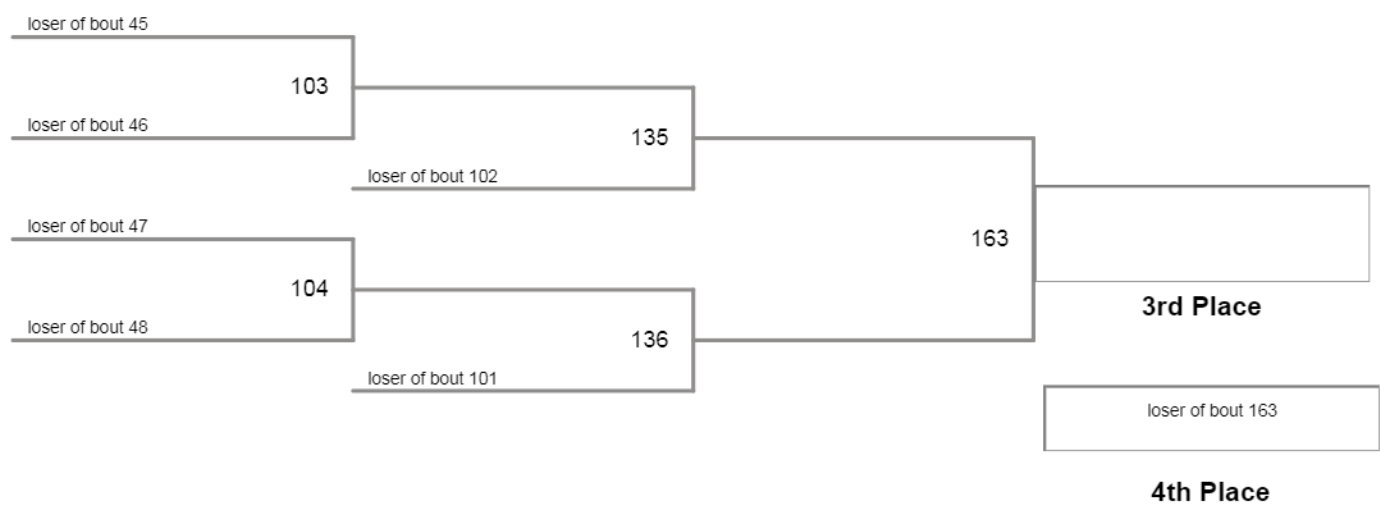 loser of bout 45
103
loser of bout 46
135
loser of bout 102
loser of bout 47
163
104
3rd Place
loser of bout 48
136
loser of bout 101
loser of bout 163
4th Place